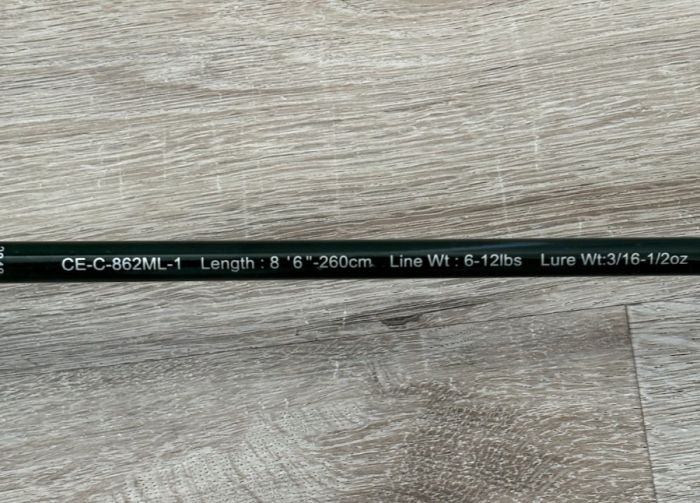 CE-C-862ML-1 Length : 8 '6"-260cm Line Wt : 6-12lbs Lure Wt:3/16-1/2oz